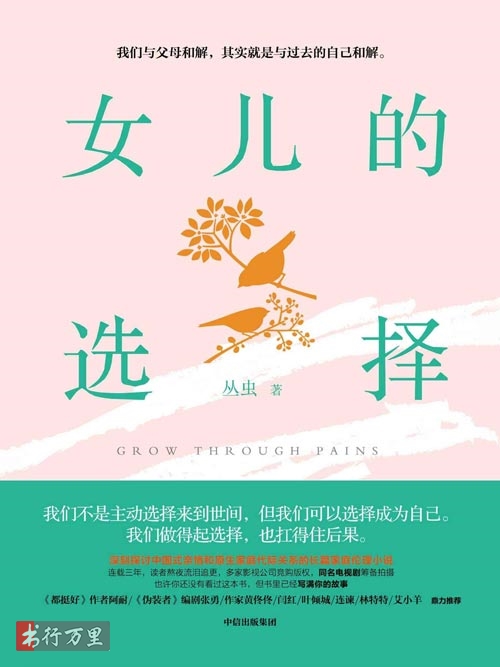 我们与父母和解，其实就是与过去的自己和解。
女儿的
选择
丛虫 著
GROW THROUGH PAINS
我们不是主动选择来到世间，但我们可以选择成为自己。
我们做得起选择，也扛得住后果。
深刻探讨中国式亲情和原生家庭代际关系的长篇家庭伦理小说
连载三年，读者熬夜流泪追更，多家影视公司竞购版权，同名电视剧筹备拍摄
也许你还没有看过这本书，但书里已经写满你的故事
《都挺好》作者阿耐/《伪装者》编剧张勇/作家黄佟佟/闫红/叶倾城/连谏/林特特/艾小羊 鼎力推荐
中信出版集团
书行万里